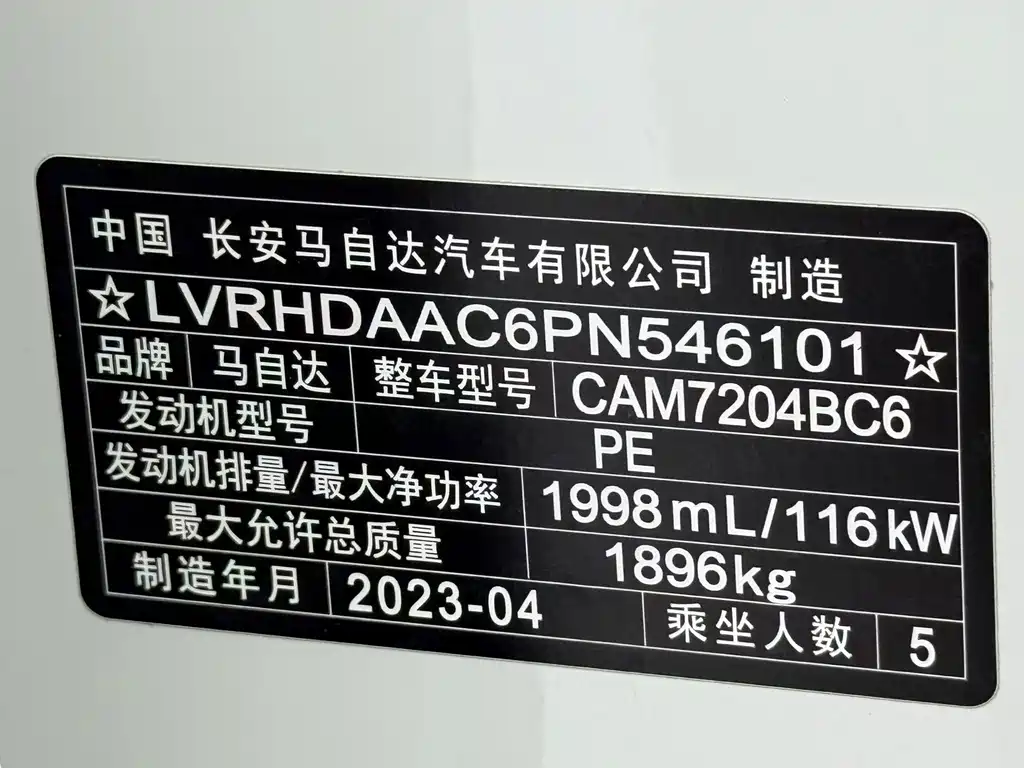 中国 长安马自达汽车有限公司 制造
☆LVRHDAAC6PN546101☆
品牌 马自达 整车型号 CAM7204BC6
发动机型号 PE
发动机排量/最大净功率 1998mL/116kW
最大允许总质量 1896kg
制造年月 2023-04 乘坐人数 5